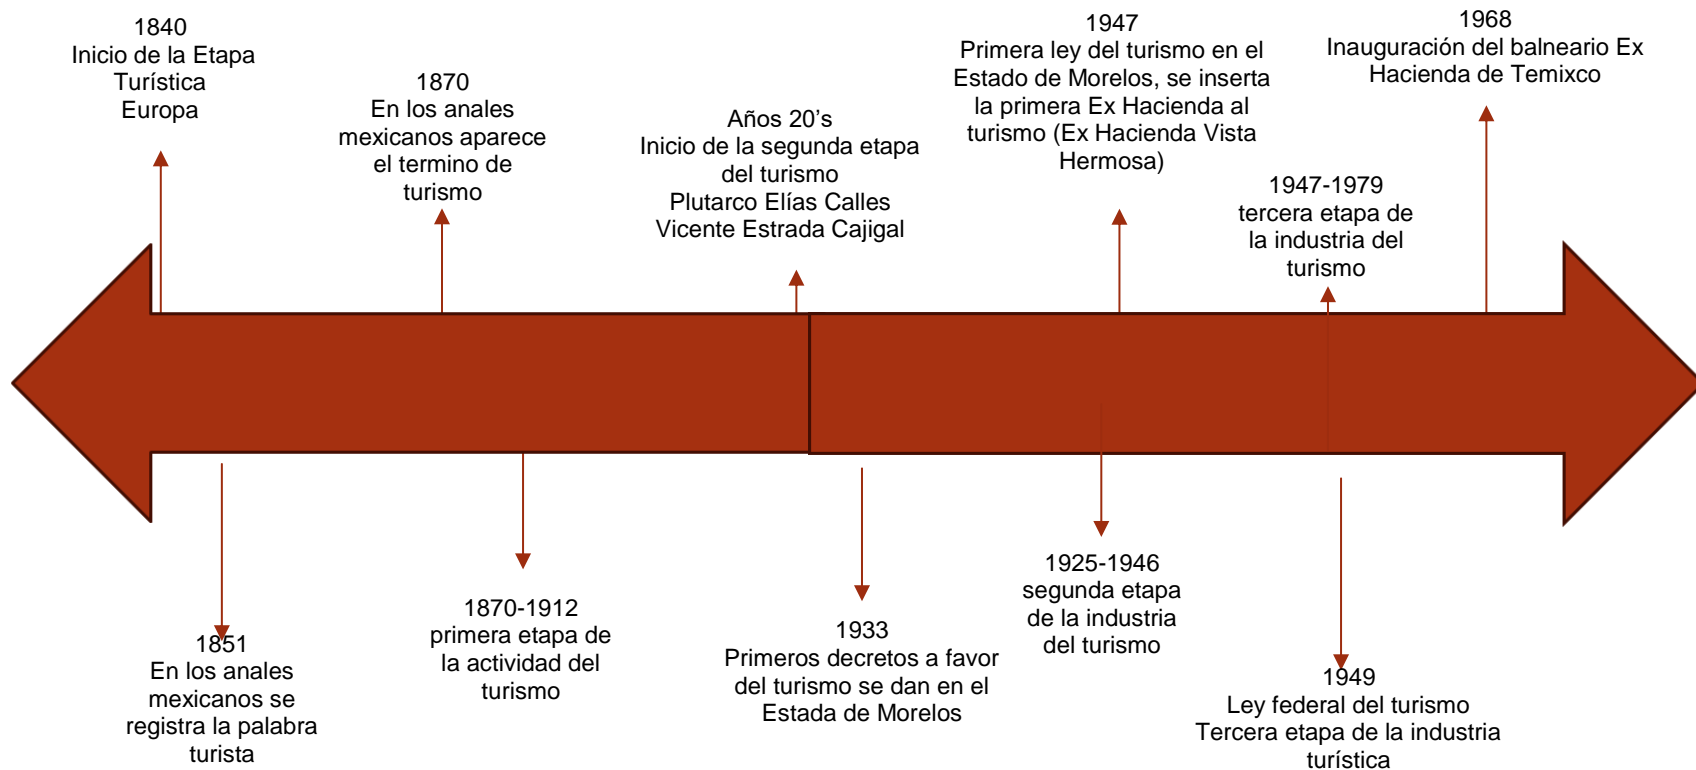 1840
Inicio de la Etapa
Turística
Europa
1870
En los anales
mexicanos aparece
el termino de
turismo
Años 20's
Inicio de la segunda etapa
del turismo
Plutarco Elías Calles
Vicente Estrada Cajigal
1947
Primera ley del turismo en el
Estado de Morelos, se inserta
la primera Ex Hacienda al
turismo (Ex Hacienda Vista
Hermosa)
1947-1979
tercera etapa de
la industria del
turismo
1968
Inauguración del balneario Ex
Hacienda de Temixco
1851
En los anales
mexicanos se
registra la palabra
turista
1870-1912
primera etapa de
la actividad del
turismo
1933
Primeros decretos a favor
del turismo se dan en el
Estada de Morelos
1925-1946
segunda etapa
de la industria
del turismo
1949
Ley federal del turismo
Tercera etapa de la industria
turística